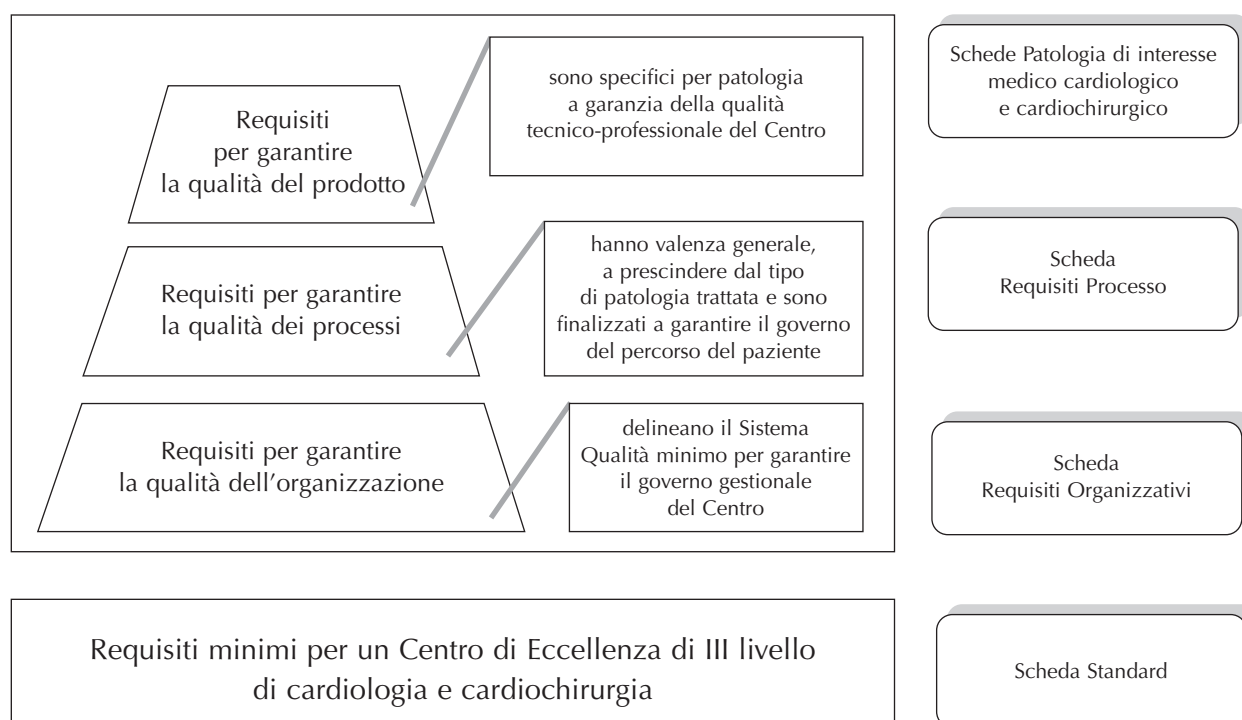 Requisiti
per garantire
la qualità del prodotto
sono specifici per patologia
a garanzia della qualità
tecnico-professionale del Centro
Schede Patologia di interesse
medico cardiologico
e cardiochirurgico
Requisiti per garantire
la qualità dei processi
hanno valenza generale,
a prescindere dal tipo
di patologia trattata e sono
finalizzati a garantire il governo
del percorso del paziente
Scheda
Requisiti Processo
Requisiti per garantire
la qualità dell'organizzazione
delineano il Sistema
Qualità minimo per garantire
il governo gestionale
del Centro
Scheda
Requisiti Organizzativi
Requisiti minimi per un Centro di Eccellenza di III livello
di cardiologia e cardiochirurgia
Scheda Standard